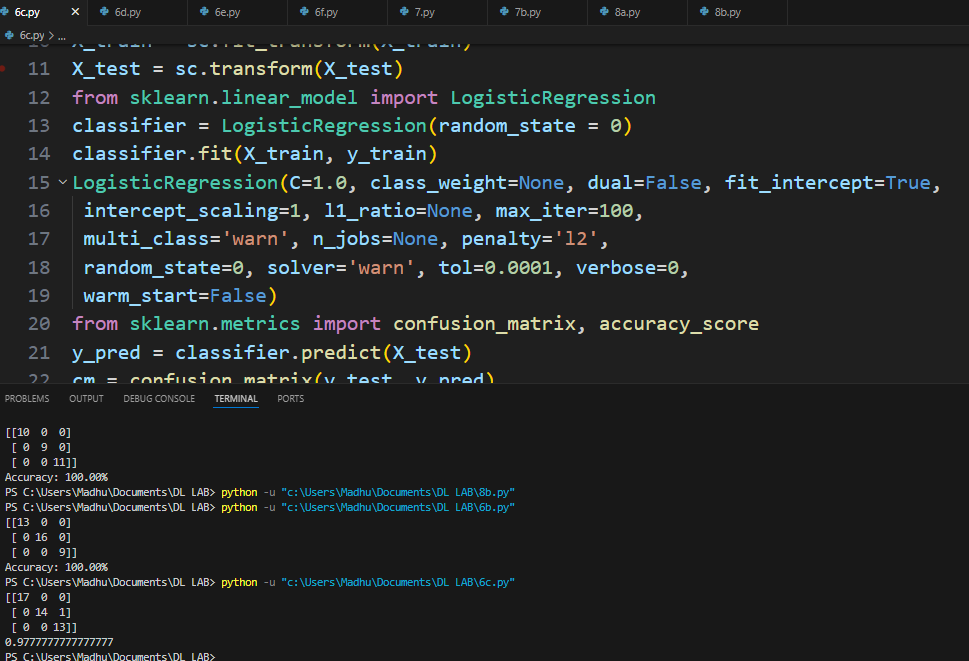 6c.py × 6d.py 6e.py 6f.py 7.py 7b.py 8a.py 8b.py
6c.py > ...
10 X_train = sc.fit_transform(X_train)
11 X_test = sc.transform(X_test)
12 from sklearn.linear_model import LogisticRegression
13 classifier = LogisticRegression(random_state = 0)
14 classifier.fit(X_train, y_train)
15 LogisticRegression(C=1.0, class_weight=None, dual=False, fit_intercept=True,
16 intercept_scaling=1, l1_ratio=None, max_iter=100,
17 multi_class='warn', n_jobs=None, penalty='l2',
18 random_state=0, solver='warn', tol=0.0001, verbose=0,
19 warm_start=False)
20 from sklearn.metrics import confusion_matrix, accuracy_score
21 y_pred = classifier.predict(X_test)
22 cm = confusion_matrix(y_test, y_pred)
PROBLEMS OUTPUT DEBUG CONSOLE TERMINAL PORTS
[[10 0 0]
[ 0 9 0]
[ 0 0 11]]
Accuracy: 100.00%
PS C:\Users\Madhu\Documents\DL LAB> python -u "c:\Users\Madhu\Documents\DL LAB\8b.py"
PS C:\Users\Madhu\Documents\DL LAB> python -u "c:\Users\Madhu\Documents\DL LAB\6b.py"
[[13 0 0]
[ 0 16 0]
[ 0 0 9]]
Accuracy: 100.00%
PS C:\Users\Madhu\Documents\DL LAB> python -u "c:\Users\Madhu\Documents\DL LAB\6c.py"
[[17 0 0]
[ 0 14 1]
[ 0 0 13]]
0.9777777777777777
PS C:\Users\Madhu\Documents\DL LAB>